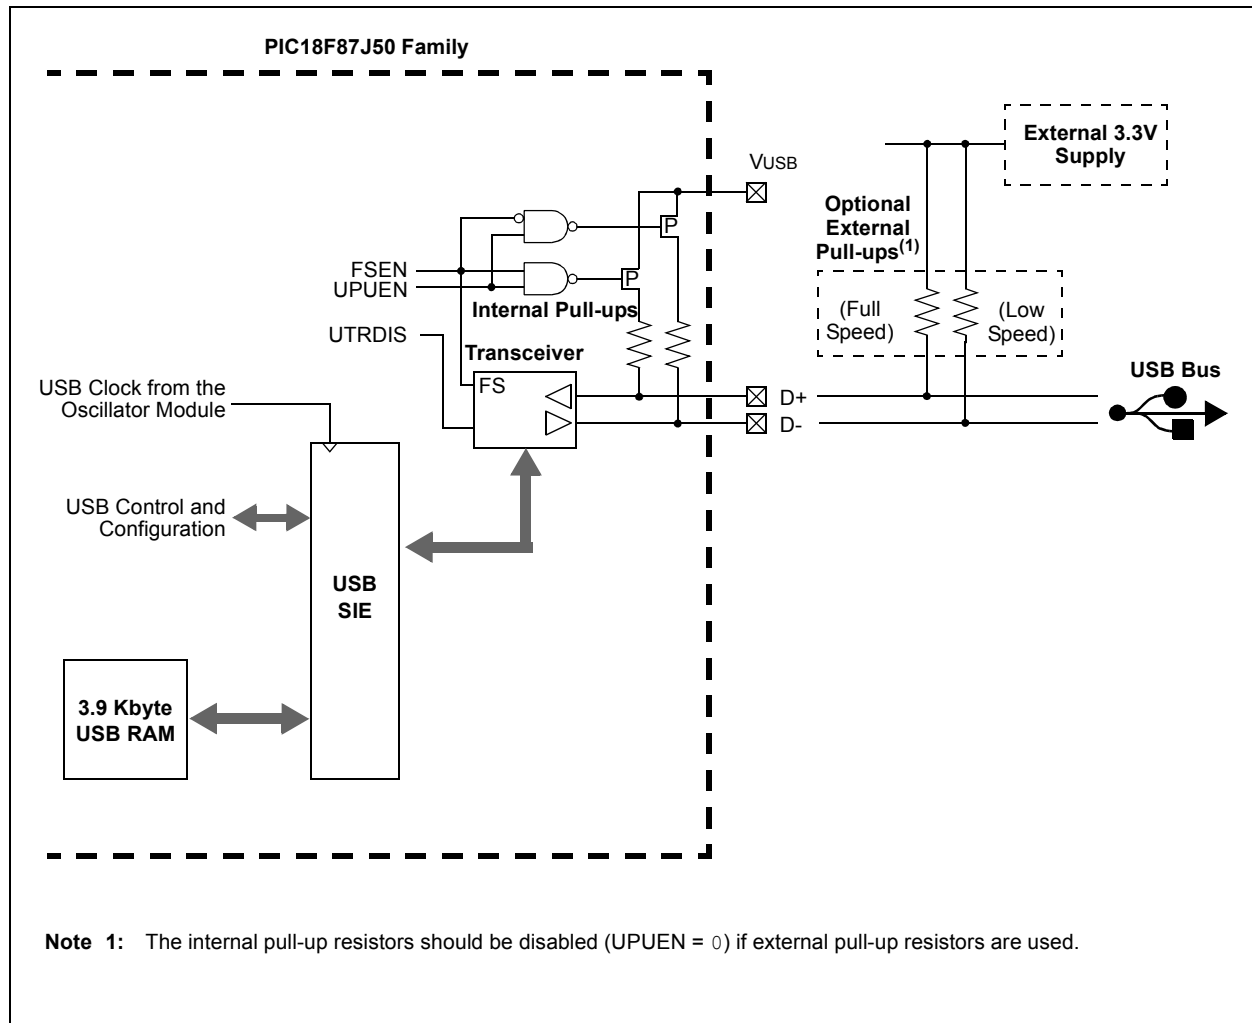 PIC18F87J50 Family
External 3.3V
Supply
VUSB
Optional
External
Pull-ups(1)
P
FSEN
P
UPUEN
Internal Pull-ups
(Full
Speed)
(Low
Speed)
UTRDIS
Transceiver
FS
USB Clock from the
Oscillator Module
D+
D-
USB Bus
USB Control and
Configuration
USB
SIE
3.9 Kbyte
USB RAM
Note 1: The internal pull-up resistors should be disabled (UPUEN = 0) if external pull-up resistors are used.